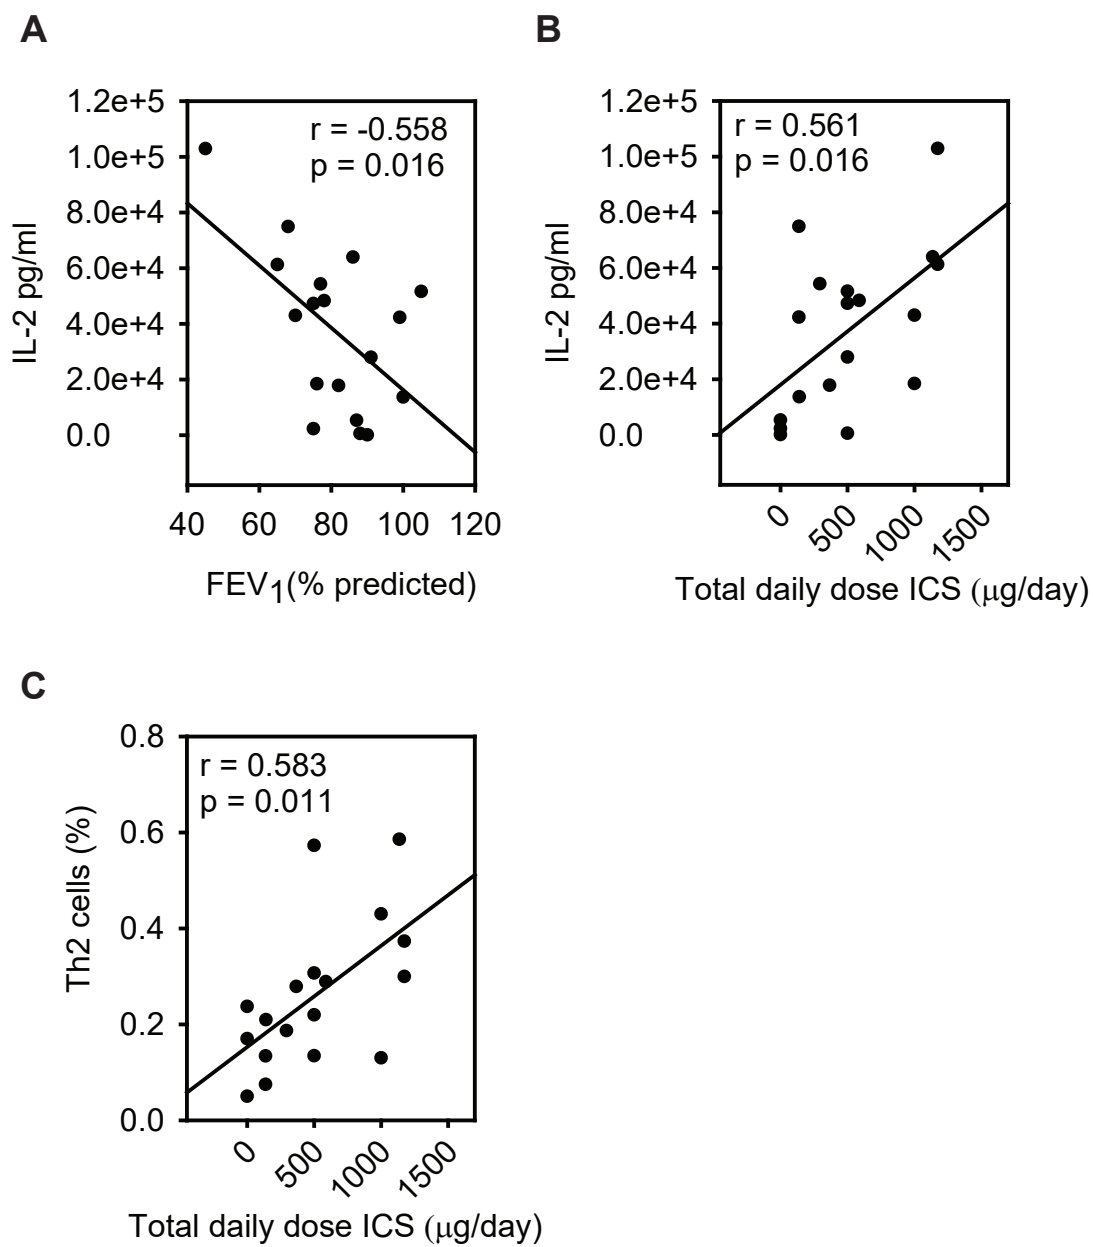 A
1.2e+5
1.0e+5
8.0e+4
6.0e+4
4.0e+4
2.0e+4
0.0
IL-2 pg/ml
r = -0.558
p = 0.016
40 60 80 100 120
FEV1(% predicted)
B
1.2e+5
1.0e+5
8.0e+4
6.0e+4
4.0e+4
2.0e+4
0.0
IL-2 pg/ml
r = 0.561
p = 0.016
0 500 1000 1500
Total daily dose ICS (μg/day)
C
0.8
0.6
0.4
0.2
0.0
Th2 cells (%)
r = 0.583
p = 0.011
0 500 1000 1500
Total daily dose ICS (μg/day)